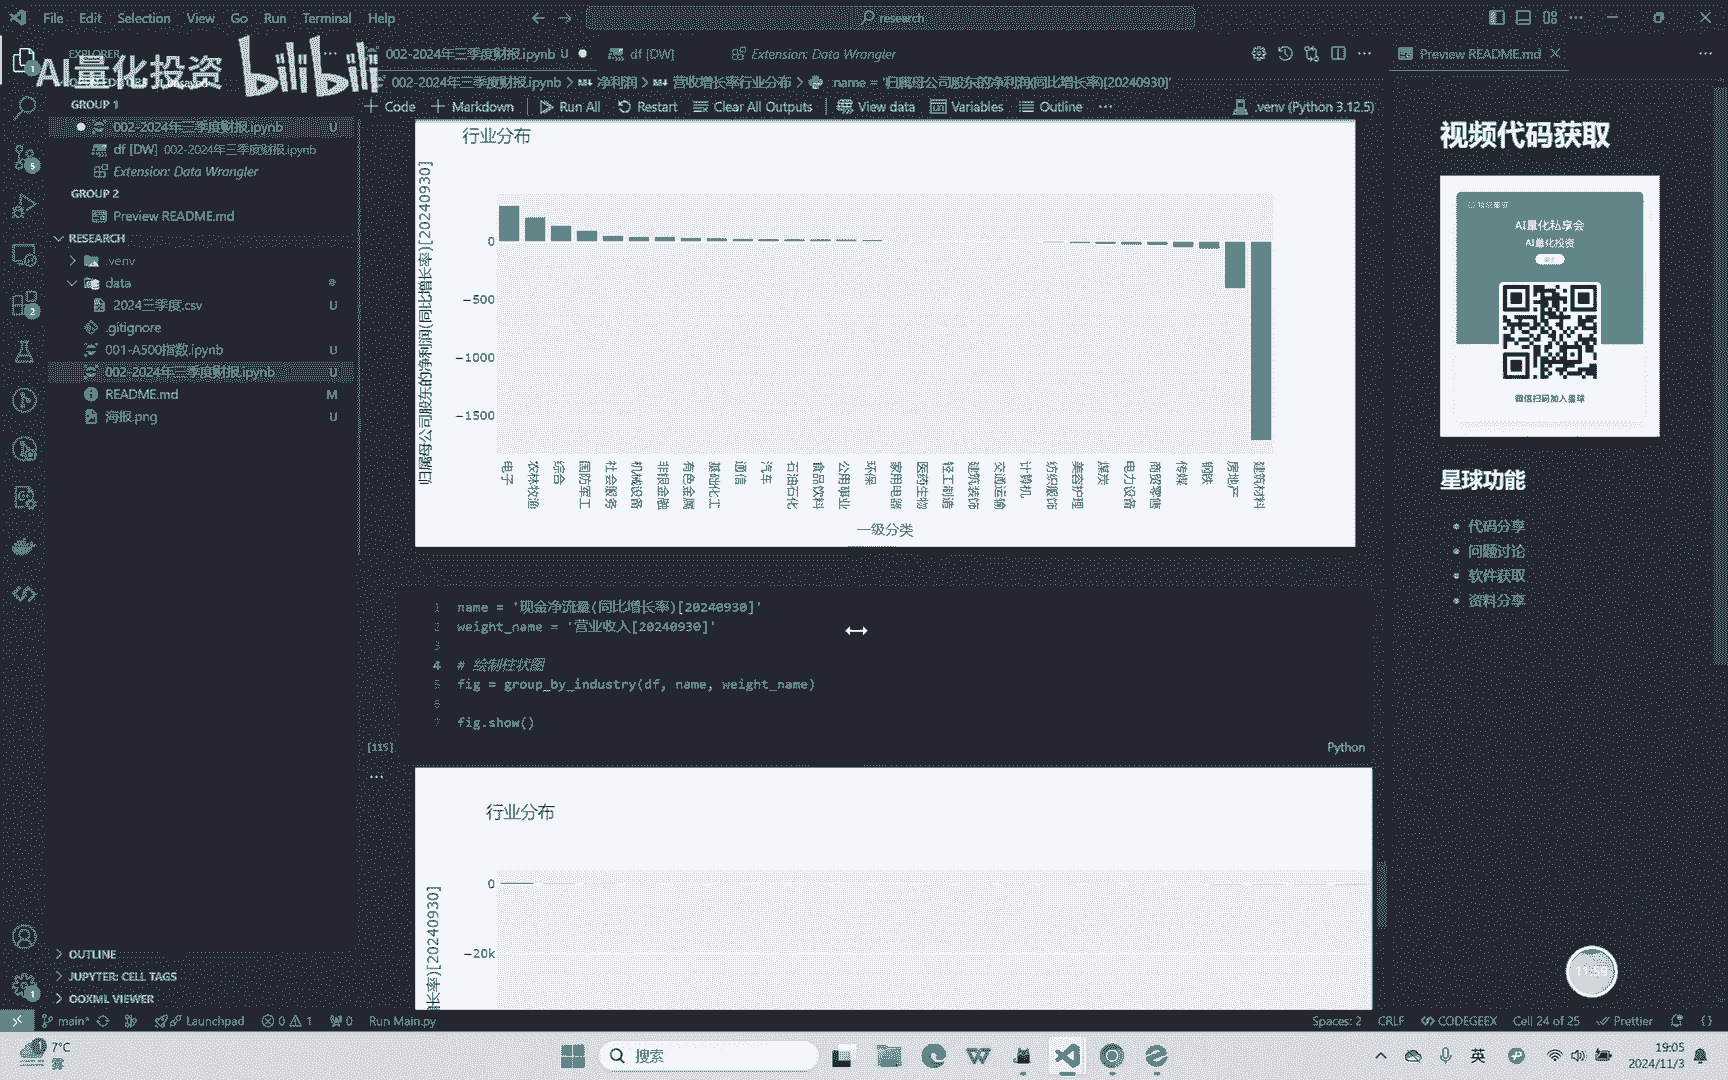 File Edit Selection View Go Run Terminal Help
research
EXPLORER
AI量化投资 bilibili
002-2024年三季度财报.ipynb U
df [DW]
Extension: Data Wrangler
Preview README.md
002-2024年三季度财报.ipynb > 净利润 > 营收增长率行业分布 > name = '归属母公司股东的净利润(同比增长率)[20240930]'
Code Markdown Run All Restart Clear All Outputs View data Variables Outline ...
.venv (Python 3.12.5)
GROUP 1
002-2024年三季度财报.ipynb U
df [DW] 002-2024年三季度财报.ipynb
Extension: Data Wrangler
GROUP 2
Preview README.md
RESEARCH
.venv
data
2024三季度.csv U
.gitignore
001-A500指数.ipynb U
002-2024年三季度财报.ipynb U
README.md M
海报.png U
OUTLINE
JUPYTER: CELL TAGS
OOXML VIEWER
行业分布
归属母公司股东的净利润(同比增长率)[20240930]
0
−500
−1000
−1500
电子 农林牧渔 综合 国防军工 社会服务 机械设备 非银金融 有色金属 基础化工 通信 汽车 石油石化 食品饮料 公用事业 环保 家用电器 医药生物 轻工制造 建筑装饰 交通运输 计算机 纺织服饰 美容护理 煤炭 电力设备 商贸零售 传媒 钢铁 房地产 建筑材料
一级分类
1 name = '现金净流量(同比增长率)[20240930]'
2 weight_name = '营业收入[20240930]'
3
4 # 绘制柱状图
5 fig = group_by_industry(df, name, weight_name)
6
7 fig.show()
[115]
Python
行业分布
0
−20k
增长率)[20240930]
视频代码获取
AI量化私享会
AI量化投资
微信扫码加入星球
星球功能
代码分享
问题讨论
软件获取
资料分享
11:59
main* Launchpad 0 1 0 Run Main.py
Spaces: 2 CRLF CODEGEEX Cell 24 of 25 Prettier
7°C
雾
搜索
英
19:05
2024/11/3